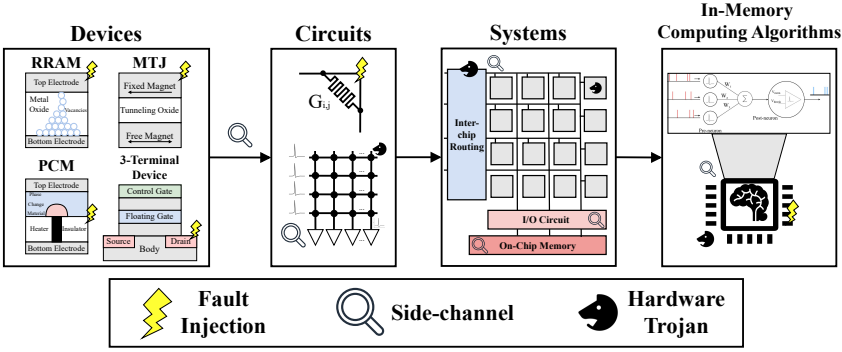 Devices
RRAM
Top Electrode
Metal
Oxide
Vacancies
Bottom Electrode
MTJ
Fixed Magnet
Tunneling Oxide
Free Magnet
PCM
Top Electrode
Phase
Change
Material
Heater
Insulator
Bottom Electrode
3-Terminal
Device
Control Gate
Floating Gate
Source
Drain
Body
Circuits
Gi,j
...
...
...
...
Systems
Inter-
chip
Routing
I/O Circuit
On-Chip Memory
In-Memory
Computing Algorithms
Pre-neuron
Post-neuron
Σ
Fault
Injection
Side-channel
Hardware
Trojan